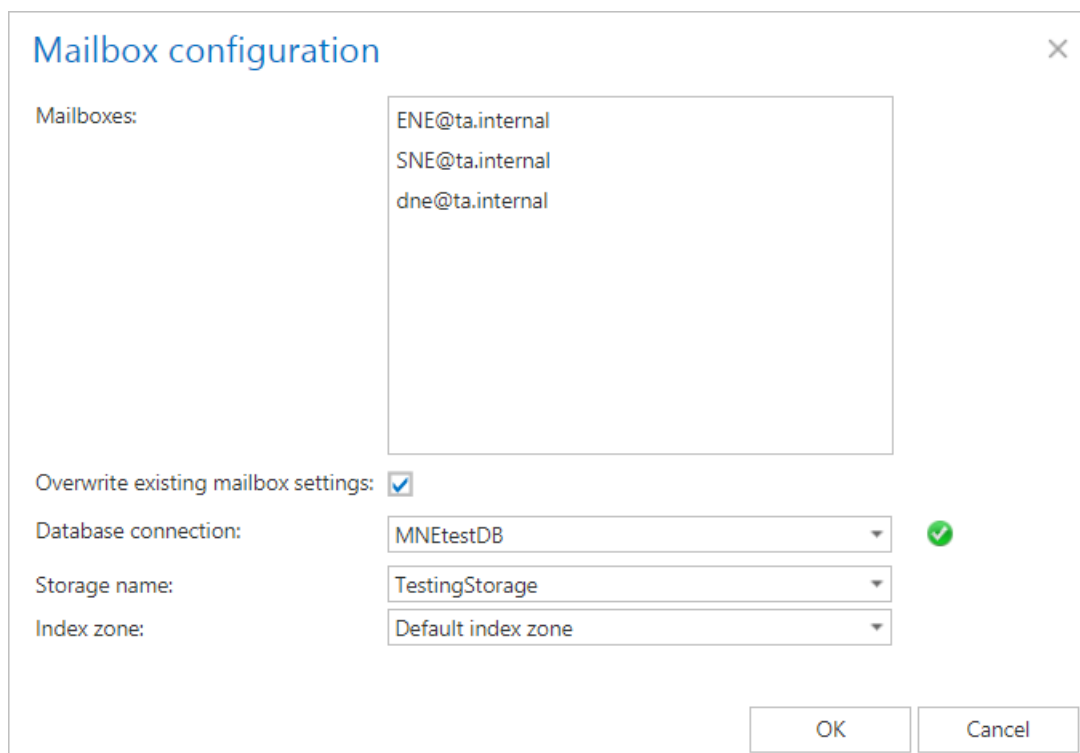 Mailbox configuration
Mailboxes:
ENE@ta.internal
SNE@ta.internal
dne@ta.internal
Overwrite existing mailbox settings:
Database connection: MNEtestDB
Storage name: TestingStorage
Index zone: Default index zone
OK Cancel